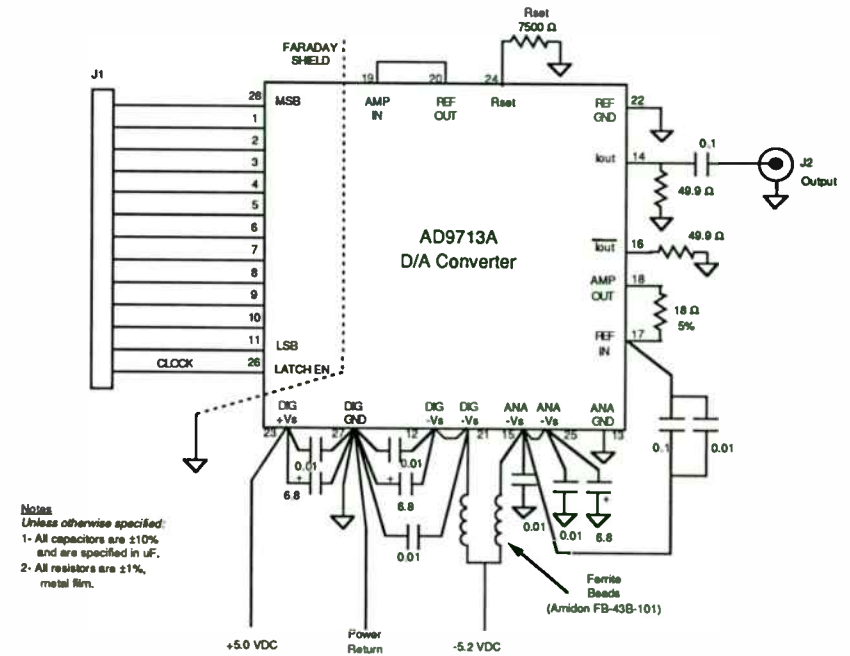 Rset
7500 Ω
FARADAY
SHIELD
J1
19
20
24
28
MSB
AMP
IN
REF
OUT
Rset
REF
GND
22
1
2
3
4
5
6
7
8
9
10
11
LSB
CLOCK
26
LATCH EN
Iout
14
0.1
J2
Output
49.9 Ω
AD9713A
D/A Converter
Iout
16
49.9 Ω
AMP
OUT
18
18 Ω
5%
REF
IN
17
DIG
+Vs
DIG
GND
DIG
-Vs
DIG
-Vs
ANA
-Vs
ANA
-Vs
ANA
GND
23
27
12
21
15
25
13
0.1
0.01
0.01
+
6.8
0.01
+
6.8
0.01
0.01
0.01
+
6.8
Notes
Unless otherwise specified:
1- All capacitors are ±10%
and are specified in uF.
2- All resistors are ±1%,
metal film.
Ferrite
Beads
(Amidon FB-43B-101)
+5.0 VDC
Power
Return
-5.2 VDC